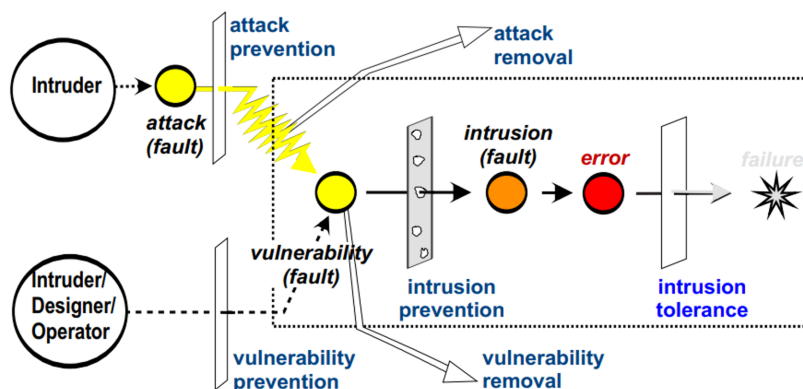 attack
prevention
attack
removal
Intruder
attack
(fault)
intrusion
(fault)
error
failure
vulnerability
(fault)
Intruder/
Designer/
Operator
intrusion
prevention
intrusion
tolerance
vulnerability
prevention
vulnerability
removal